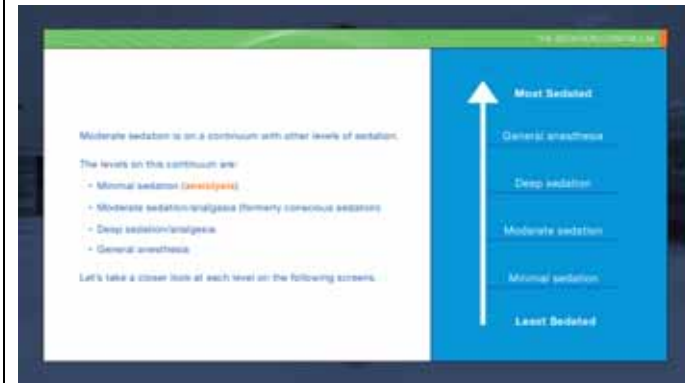 THE SEDATION CONTINUUM
Moderate sedation is on a continuum with other levels of sedation.
The levels on this continuum are:
• Minimal sedation (anxiolysis)
• Moderate sedation/analgesia (formerly conscious sedation)
• Deep sedation/analgesia
• General anesthesia
Let's take a closer look at each level on the following screens.
Most Sedated
General anesthesia
Deep sedation
Moderate sedation
Minimal sedation
Least Sedated